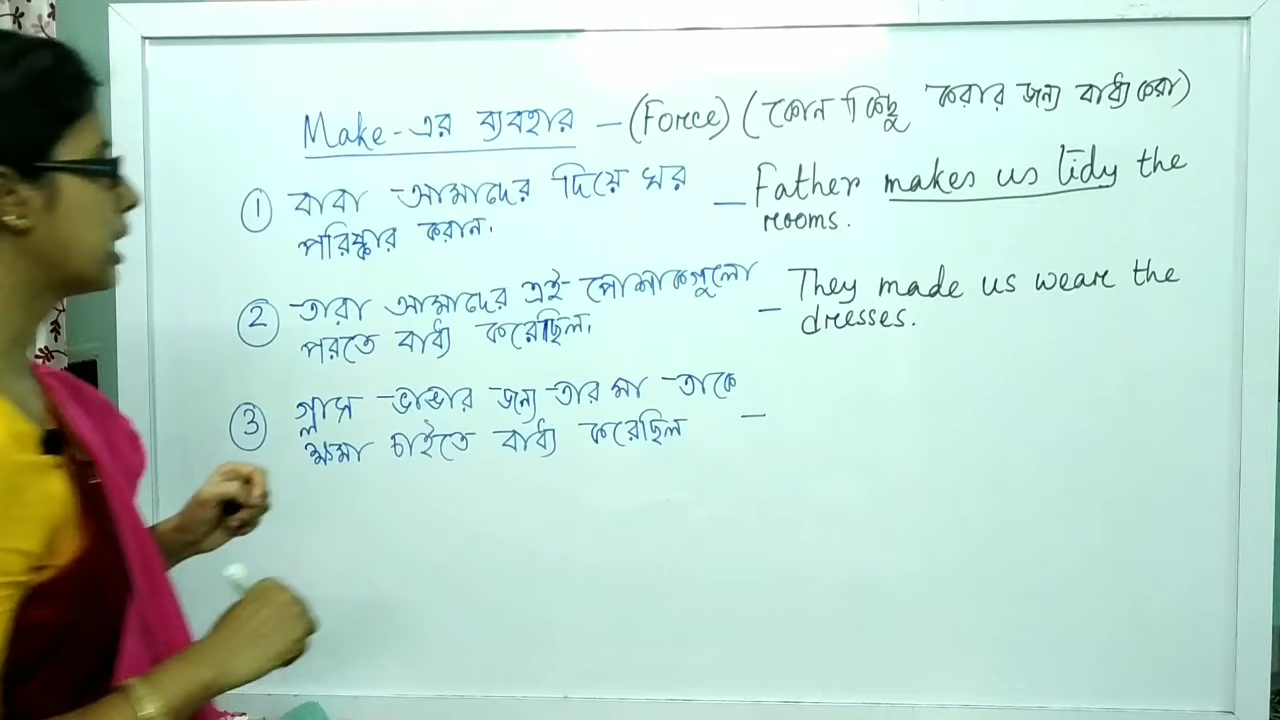 Make-এর ব্যবহার – (Force) (কোন কিছু করার জন্য বাধ্য করা)
① বাবা আমাদের দিয়ে ঘর – Father makes us tidy the
পরিষ্কার করান। rooms.
② তারা আমাদের এই পোশাকগুলো – They made us wear the
পরতে বাধ্য করেছিল। dresses.
③ গ্লাস ভাঙার জন্য তার মা তাকে –
ক্ষমা চাইতে বাধ্য করেছিল